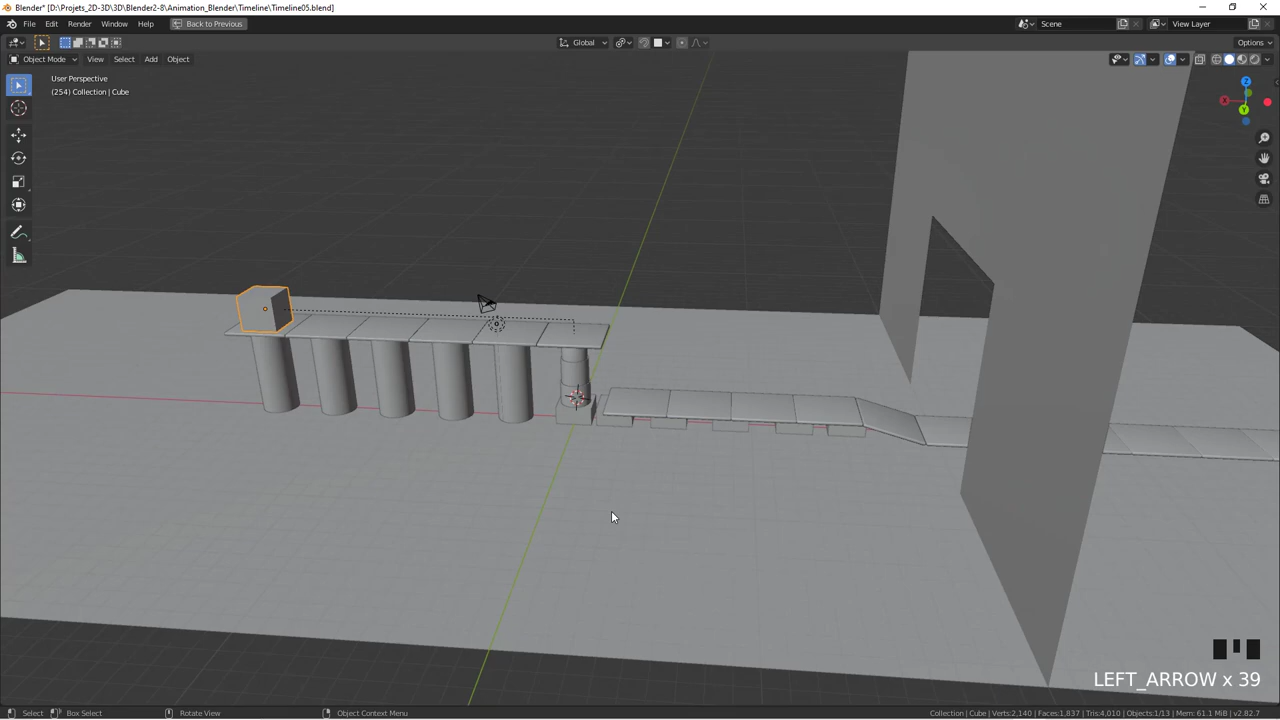 Blender* [D:\Projets_2D-3D\3D\Blender2-8\Animation_Blender\Timeline\Timeline05.blend]
File Edit Render Window Help Back to Previous Scene View Layer
Global Options
Object Mode View Select Add Object
User Perspective
(254) Collection | Cube
Z
X
Y
LEFT_ARROW x 39
Select Box Select Rotate View Object Context Menu Collection | Cube | Verts:2,140 | Faces:1,837 | Tris:4,010 | Objects:1/13 | Mem: 61.1 MiB | v2.82.7